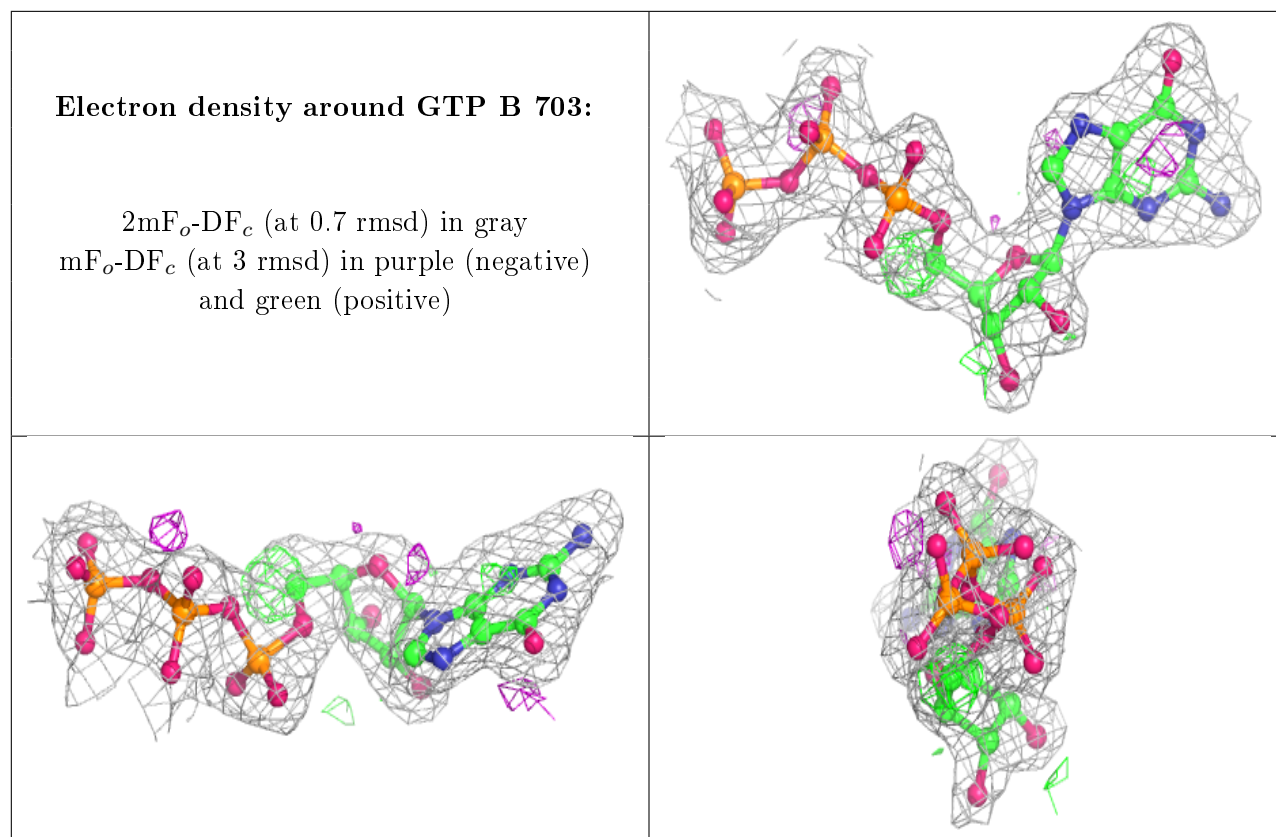 Electron density around GTP B 703:
2mFₒ-DF𝒸 (at 0.7 rmsd) in gray
mFₒ-DF𝒸 (at 3 rmsd) in purple (negative)
and green (positive)